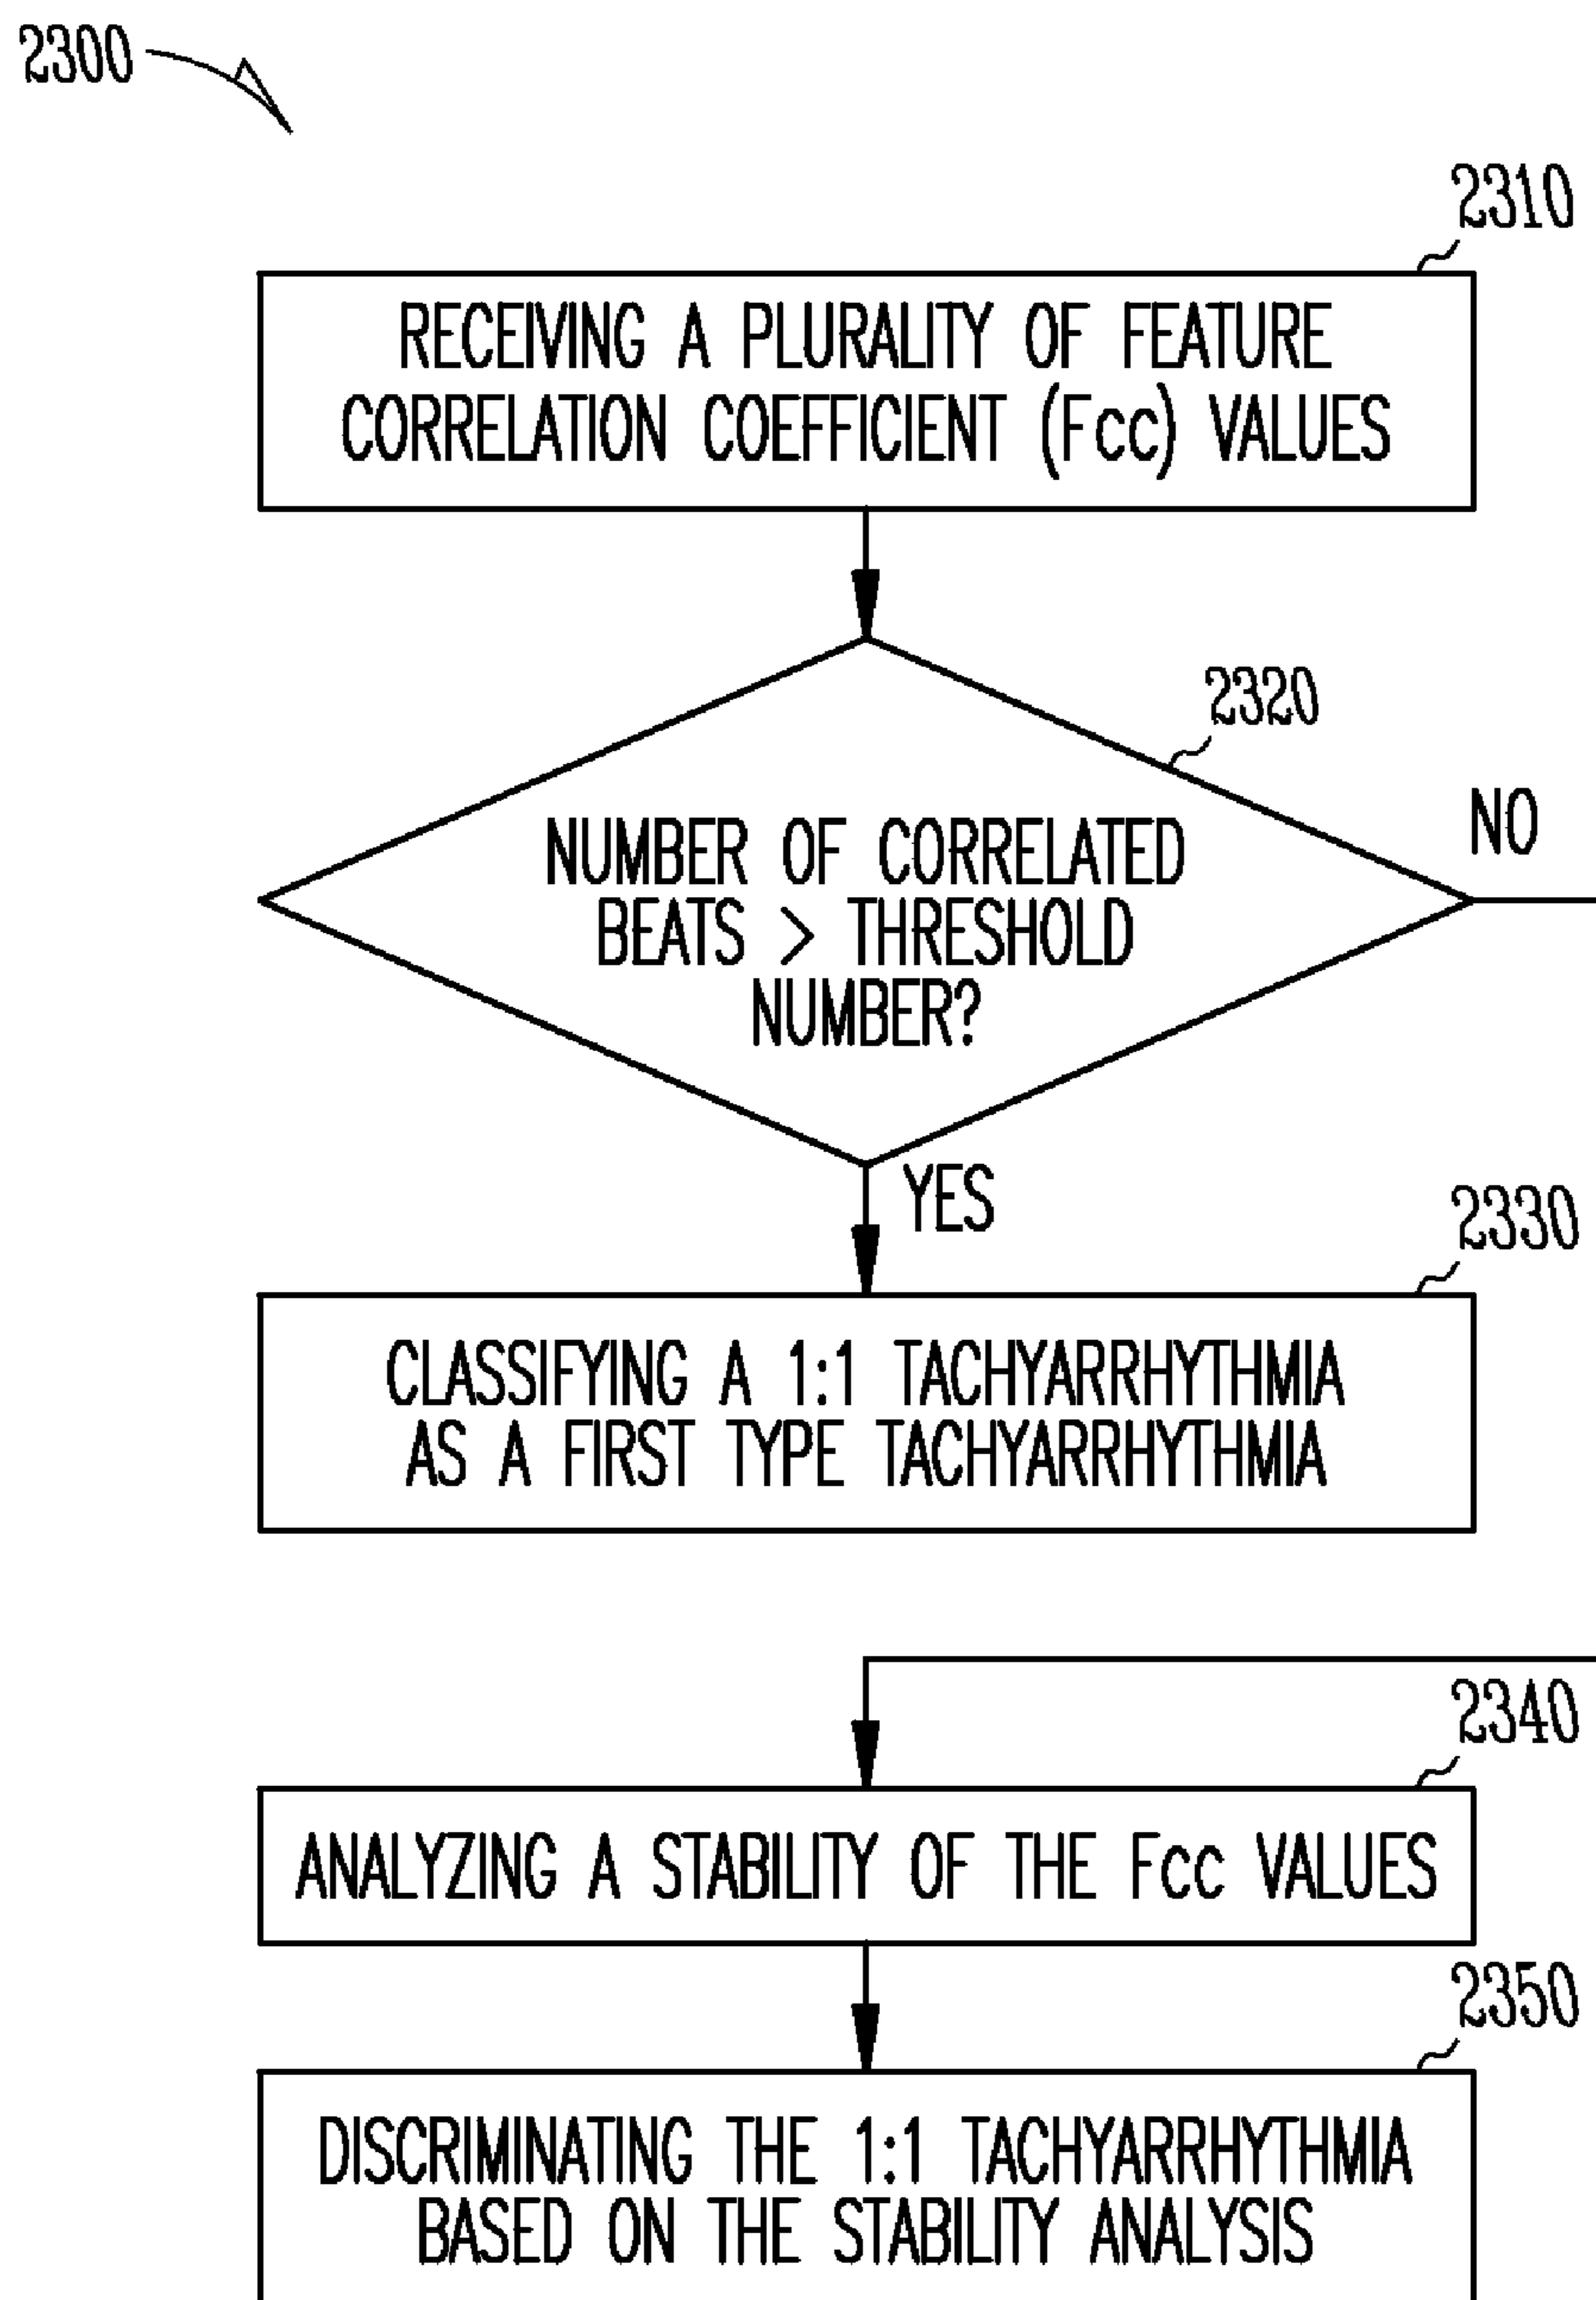 2300
2310
RECEIVING A PLURALITY OF FEATURE
CORRELATION COEFFICIENT (Fcc) VALUES
2320
NUMBER OF CORRELATED
BEATS > THRESHOLD
NUMBER?
NO
YES
2330
CLASSIFYING A 1:1 TACHYARRHYTHMIA
AS A FIRST TYPE TACHYARRHYTHMIA
2340
ANALYZING A STABILITY OF THE Fcc VALUES
2350
DISCRIMINATING THE 1:1 TACHYARRHYTHMIA
BASED ON THE STABILITY ANALYSIS